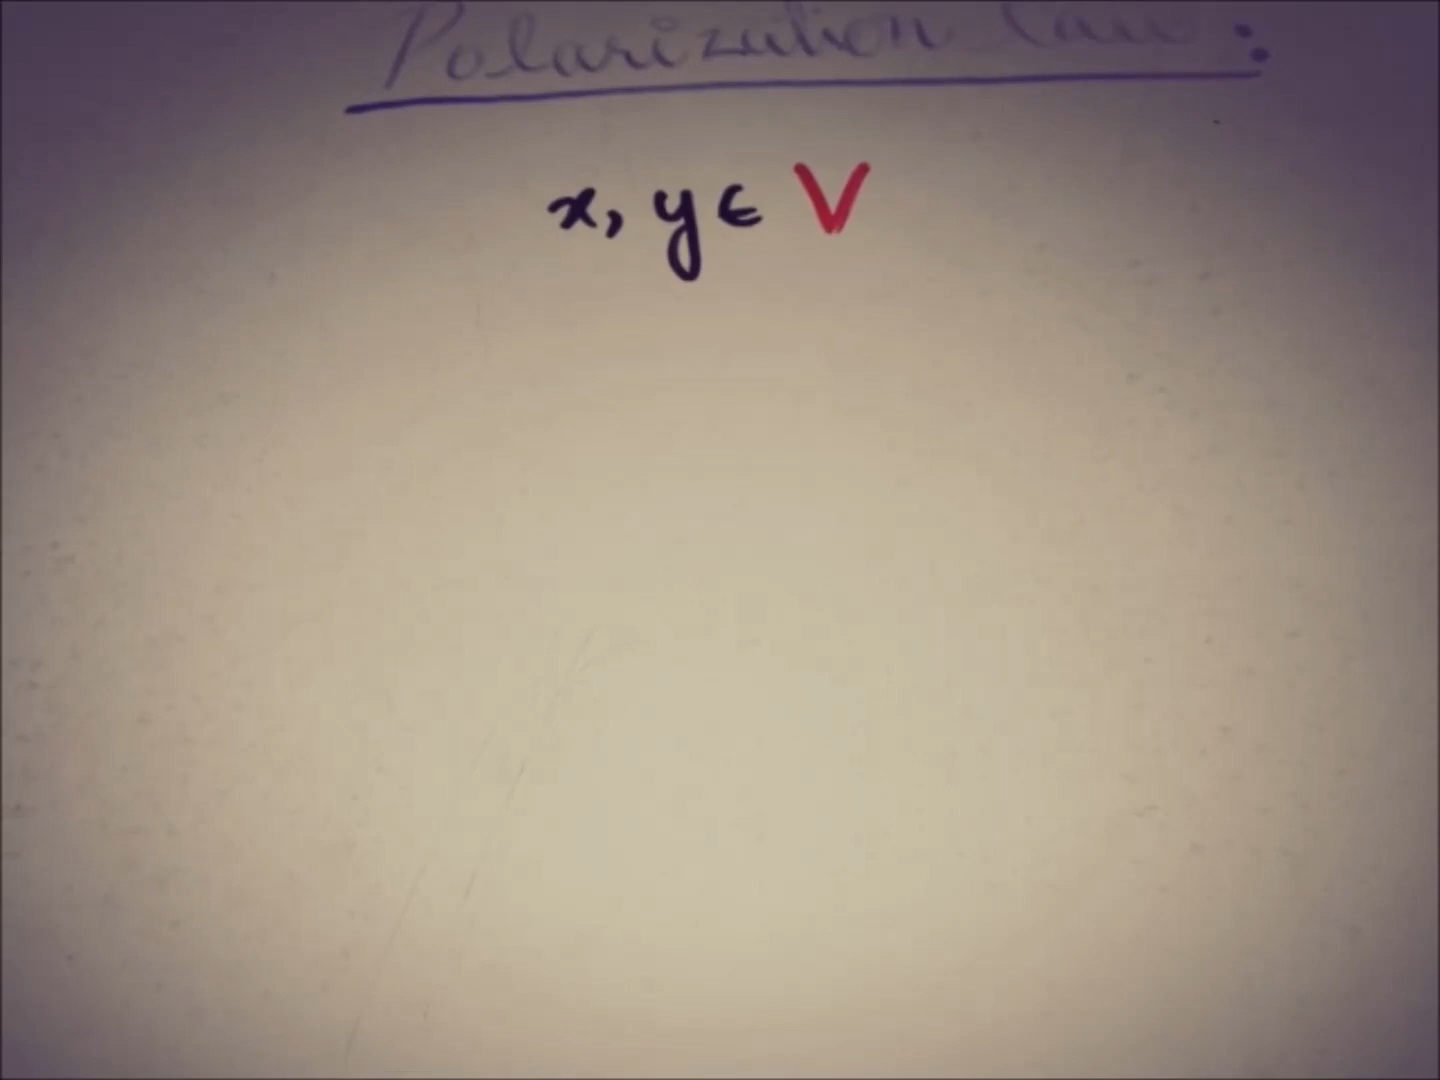 Polarization Law :
x, y ∈ V